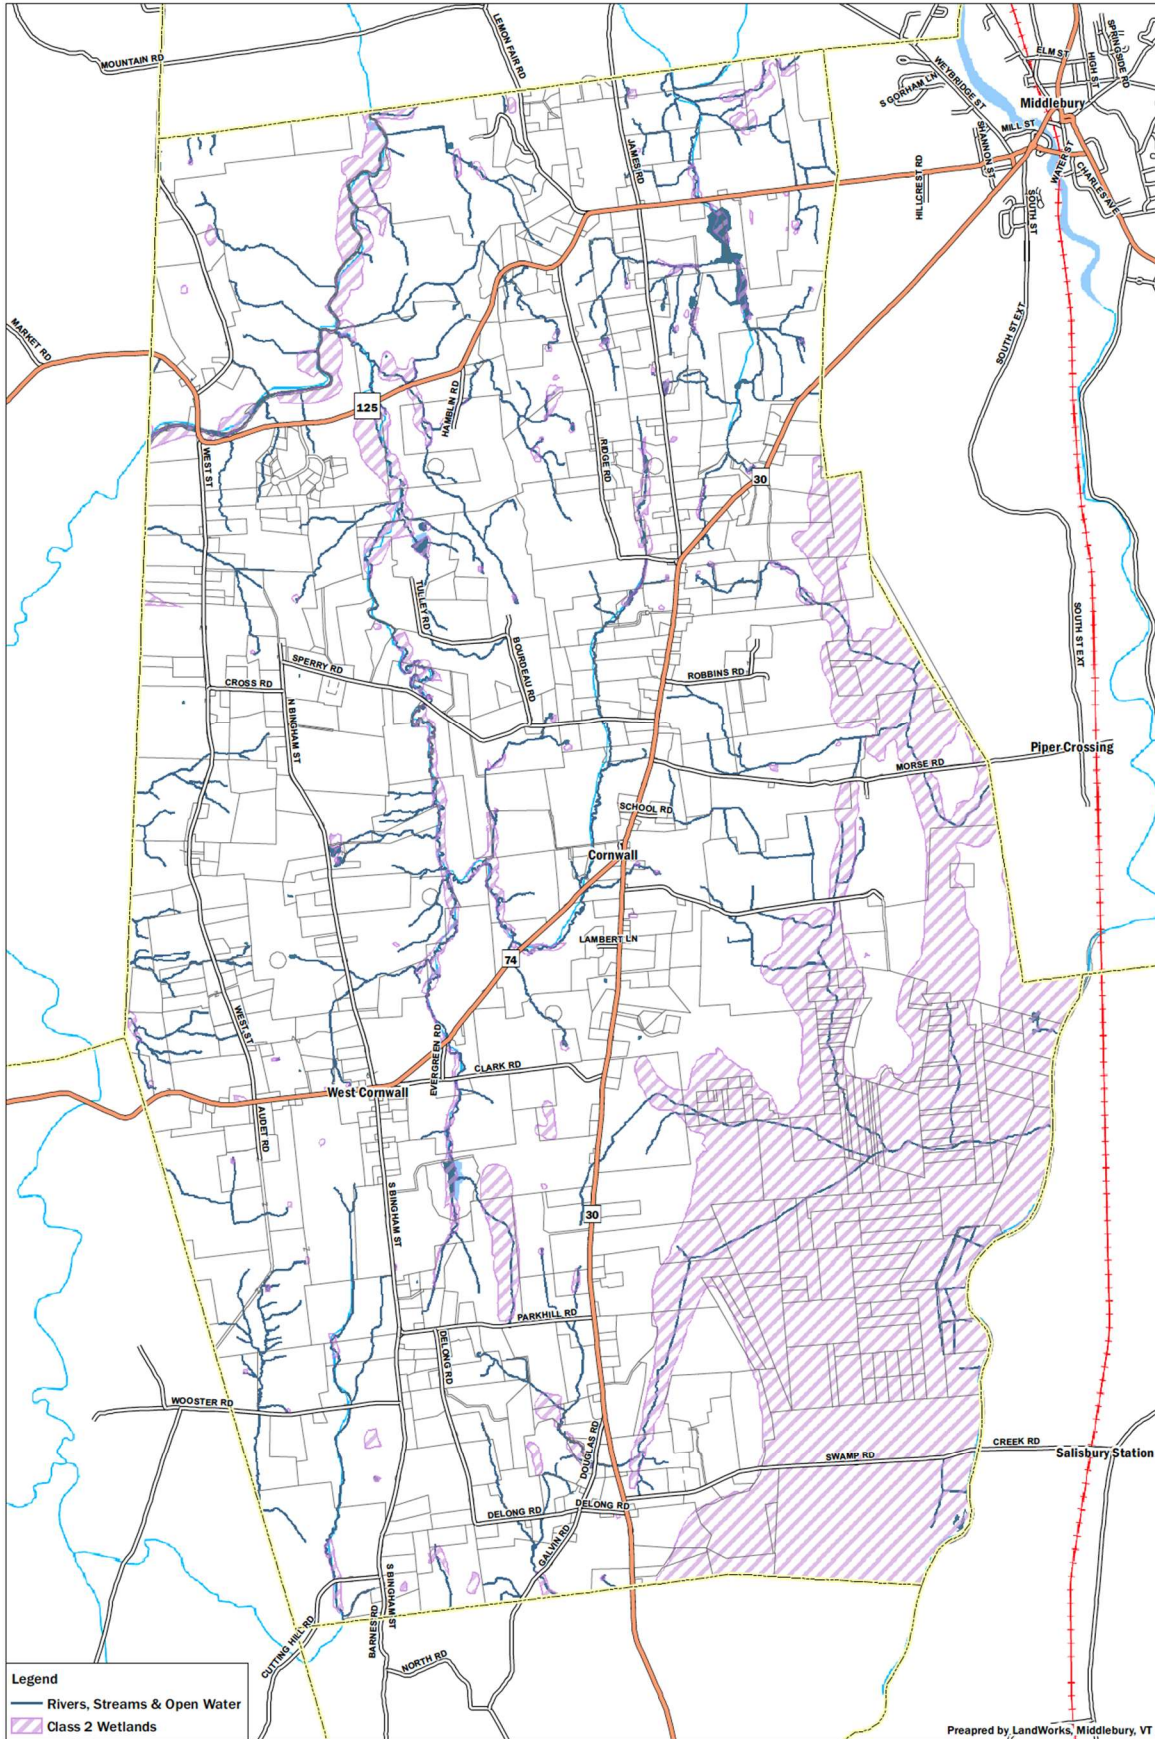 MOUNTAIN RD
LEMON FAIR RD
ELM ST
HIGH ST
SPRINGSIDE RD
WEYBRIDGE ST
S GORHAM LN
Middlebury
MILL ST
SHANNON ST
WATER ST
CHARLES AVE
JAMES RD
HILLCREST RD
SOUTH ST
SOUTH ST EXT
MARKET RD
125
HAMBLIN RD
RIDGE RD
WEST ST
30
TULLEY RD
BOURDEAU RD
SOUTH ST EXT
SPERRY RD
CROSS RD
ROBBINS RD
N BINGHAM ST
Piper Crossing
MORSE RD
SCHOOL RD
Cornwall
LAMBERT LN
74
WEST ST
EVERGREEN RD
CLARK RD
West Cornwall
AUDET RD
S BINGHAM ST
30
PARKHILL RD
DELONG RD
WOOSTER RD
DOUGLAS RD
SWAMP RD
CREEK RD
Salisbury Station
DELONG RD
DELONG RD
GALVIN RD
S BINGHAM ST
BARNES RD
CUTTING HILL RD
NORTH RD
Legend
Rivers, Streams & Open Water
Class 2 Wetlands
Preapred by LandWorks, Middlebury, VT